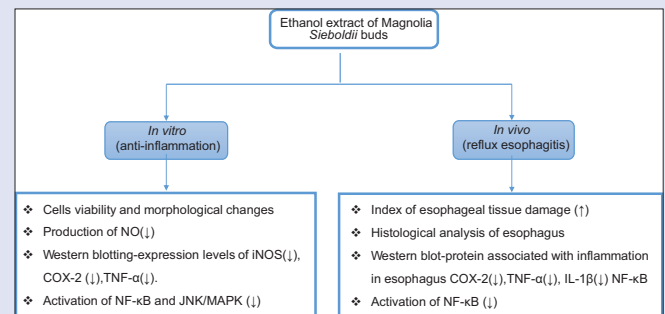 Ethanol extract of Magnolia
Sieboldii buds
In vitro
(anti-inflammation)
In vivo
(reflux esophagitis)
❖ Cells viability and morphological changes
❖ Production of NO(↓)
❖ Western blotting-expression levels of iNOS(↓),
COX-2 (↓),TNF-α(↓).
❖ Activation of NF-κB and JNK/MAPK (↓)
❖ Index of esophageal tissue damage (↑)
❖ Histological analysis of esophagus
❖ Western blot-protein associated with inflammation
in esophagus COX-2(↓),TNF-α(↓), IL-1β(↓) NF-κB
❖ Activation of NF-κB (↓)